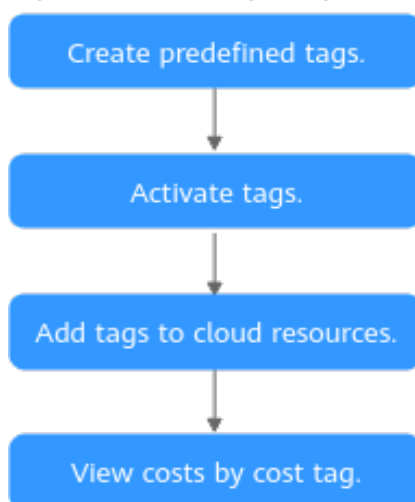 Create predefined tags.
Activate tags.
Add tags to cloud resources.
View costs by cost tag.